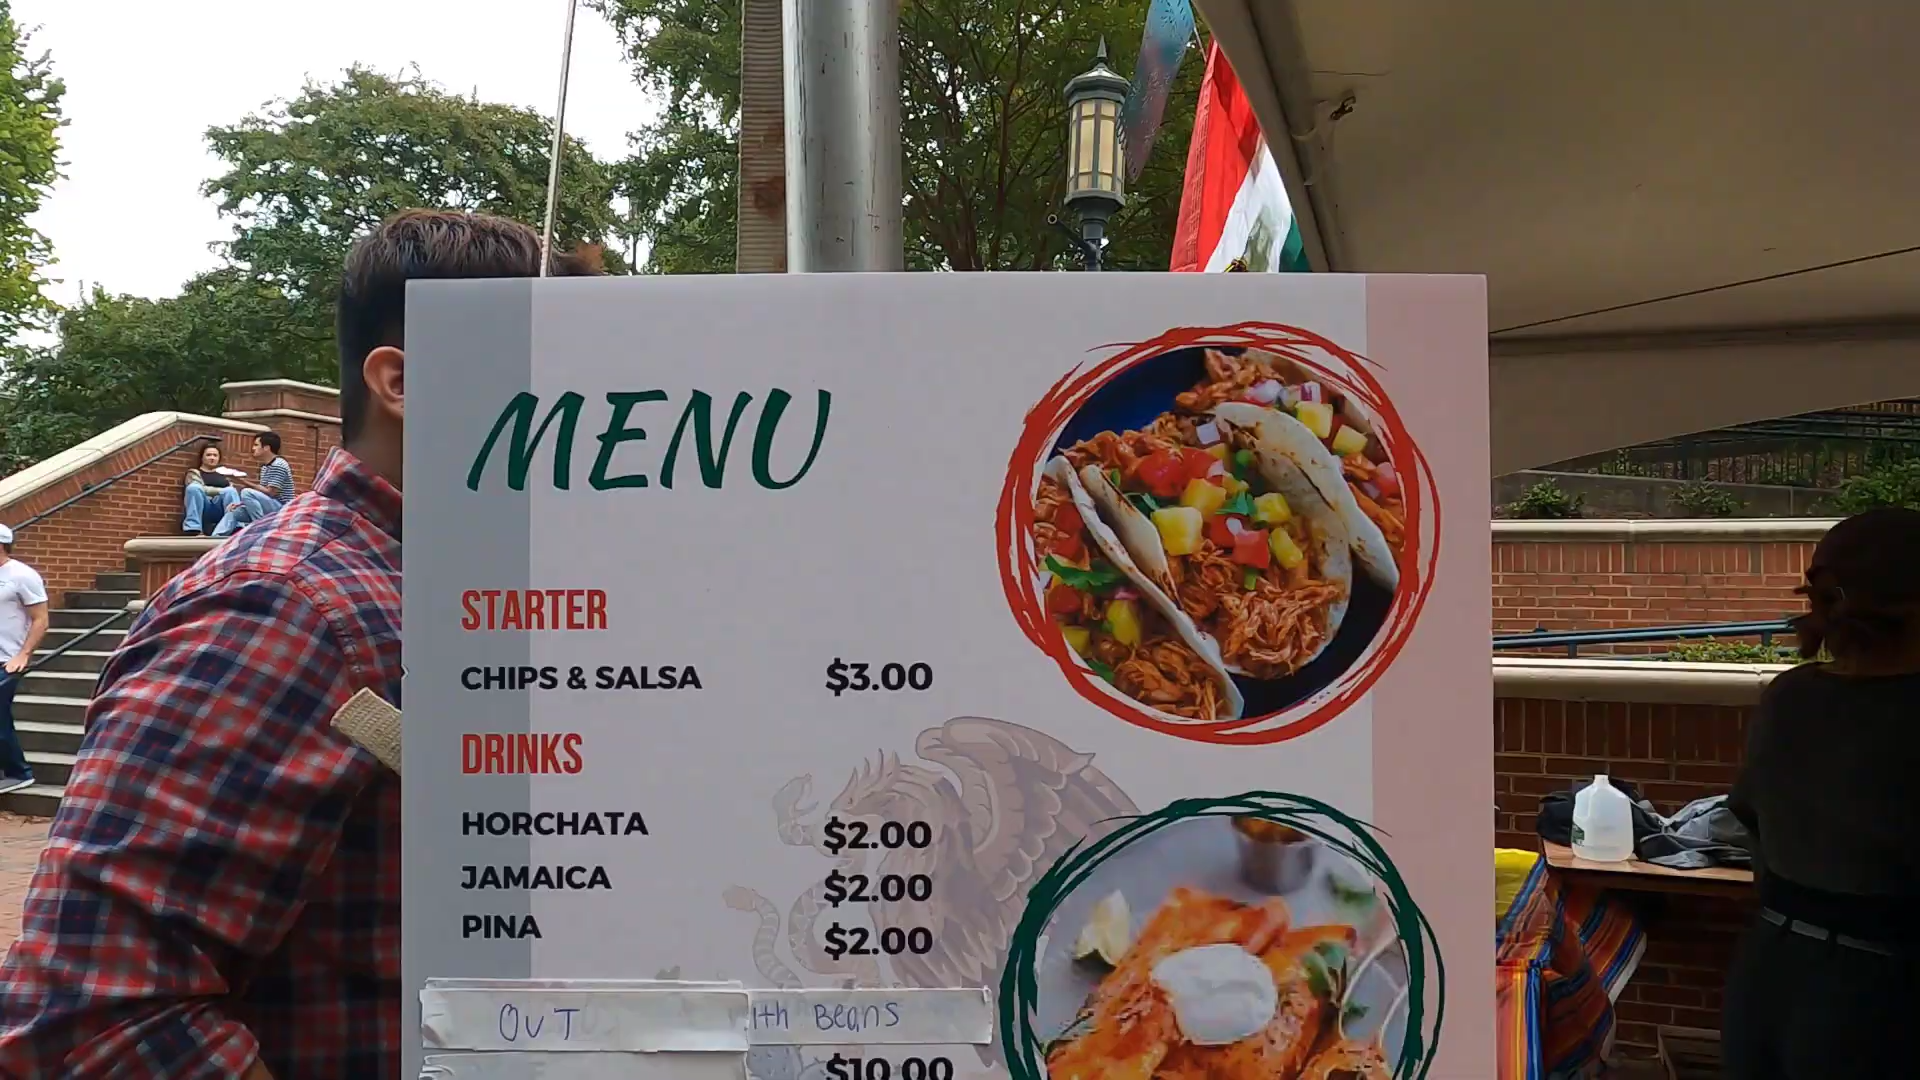 MENU
STARTER
CHIPS & SALSA $3.00
DRINKS
HORCHATA $2.00
JAMAICA $2.00
PINA $2.00
OUT ith Beans
$10.00